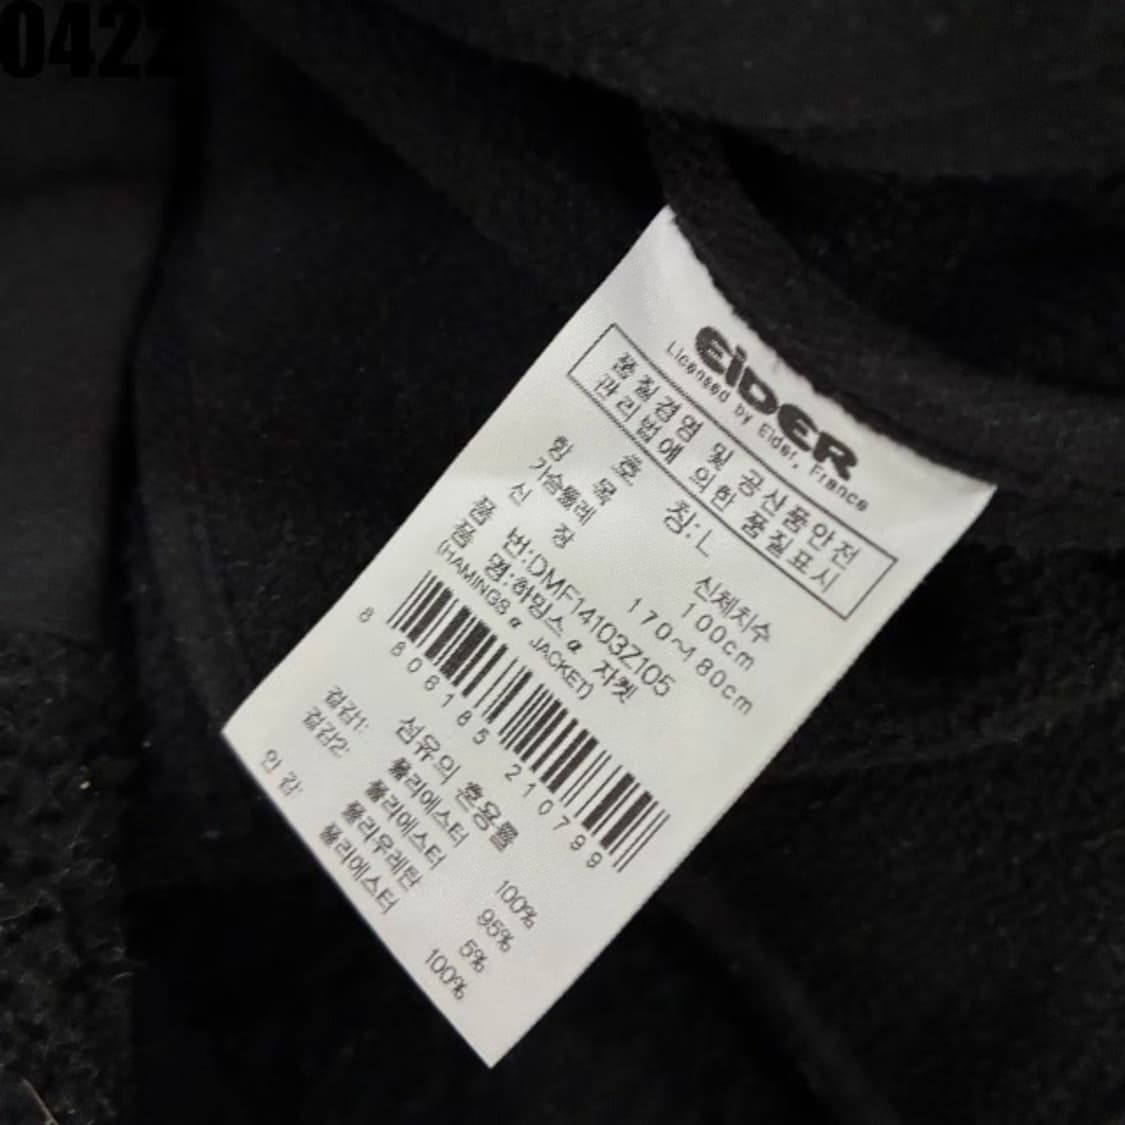 0422
EiDER
Licensed by Eider, France
품질경영 및 공산품안전
관리법에 의한 품질표시
호 칭: L
항 목 신체치수
가슴둘레 100cm
신 장 170~180cm
품 번: DMF14103Z105
품 명: 하밍스 α 자켓
(HAMINGS α JACKET)
8 806185 210799
섬유의 혼용률
겉감1: 폴리에스터 100%
겉감2: 폴리에스터 95%
폴리우레탄 5%
안 감: 폴리에스터 100%